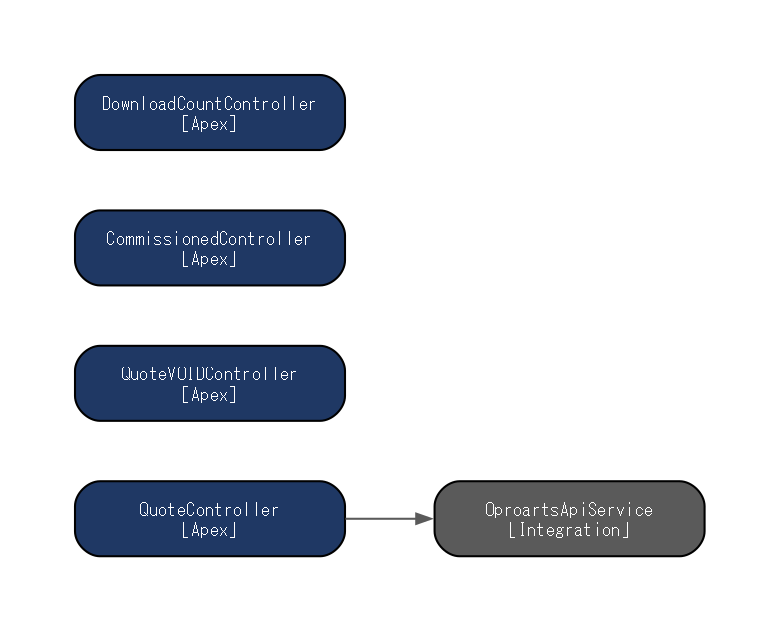 DownloadCountController
[Apex]
CommissionedController
[Apex]
QuoteVOIDController
[Apex]
QuoteController
[Apex]
OproartsApiService
[Integration]